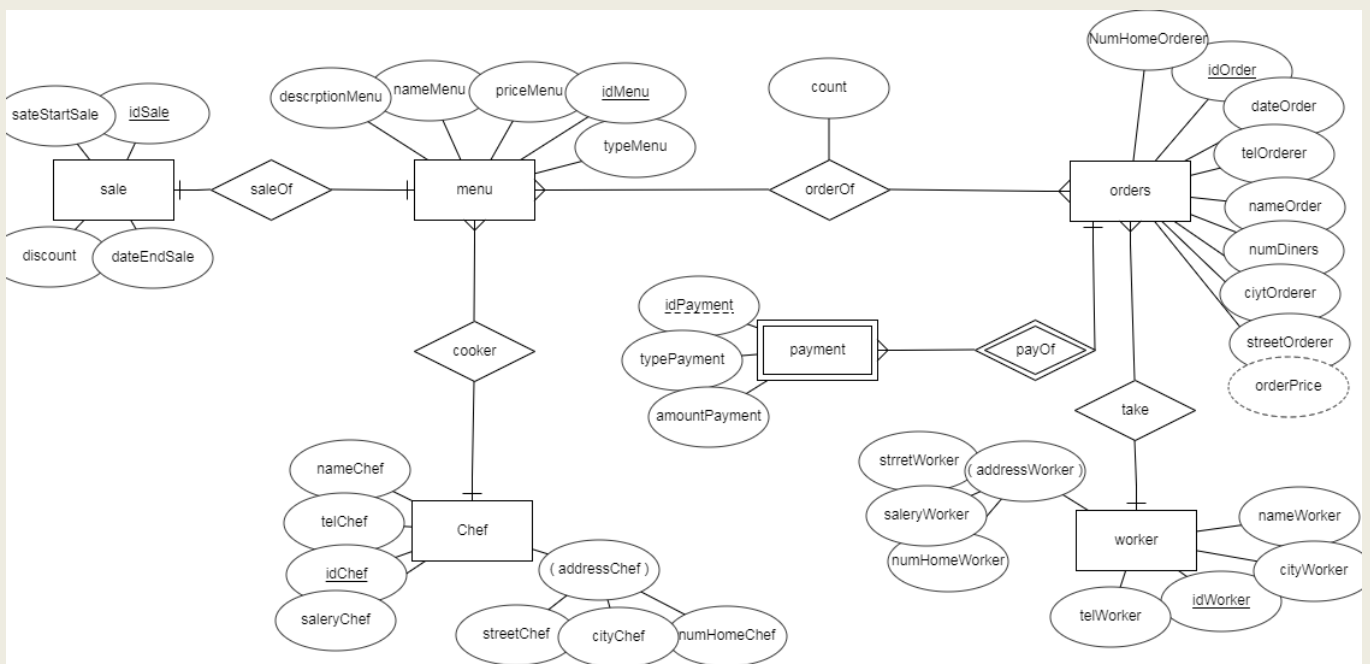 NumHomeOrderer
idOrder
count
descrptionMenu
nameMenu
priceMenu
idMenu
sateStartSale
idSale
dateOrder
typeMenu
telOrderer
sale
saleOf
menu
orderOf
orders
nameOrder
discount
dateEndSale
numDiners
idPayment
ciytOrderer
payment
payOf
streetOrderer
cooker
typePayment
orderPrice
amountPayment
take
nameChef
strretWorker
( addressWorker )
telChef
saleryWorker
nameWorker
Chef
worker
idChef
( addressChef )
numHomeWorker
cityWorker
saleryChef
idWorker
telWorker
streetChef
cityChef
numHomeChef